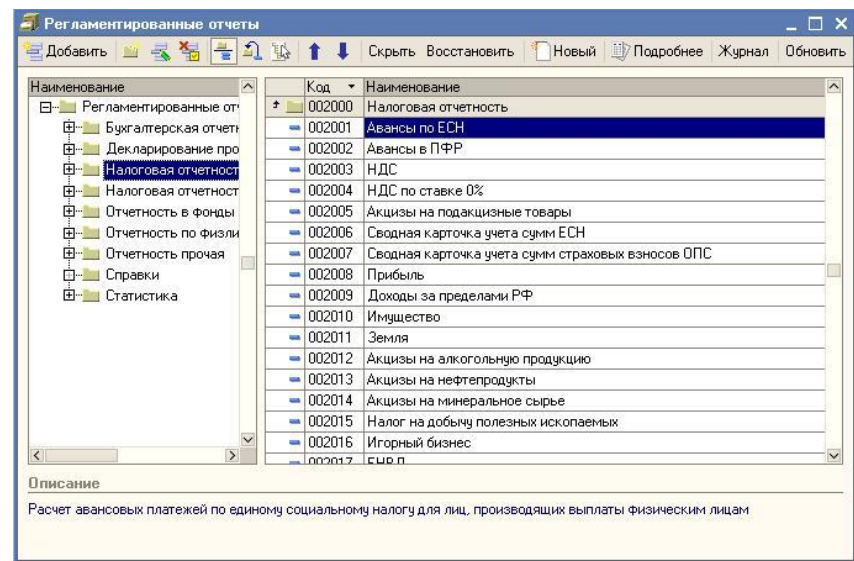 Регламентированные отчеты
Добавить Скрыть Восстановить Новый Подробнее Журнал Обновить
Наименование
Регламентированные от
Бухгалтерская отчетн
Декларирование про
Налоговая отчетност
Налоговая отчетност
Отчетность в фонды
Отчетность по физли
Отчетность прочая
Справки
Статистика
Код Наименование
002000 Налоговая отчетность
002001 Авансы по ЕСН
002002 Авансы в ПФР
002003 НДС
002004 НДС по ставке 0%
002005 Акцизы на подакцизные товары
002006 Сводная карточка учета сумм ЕСН
002007 Сводная карточка учета сумм страховых взносов ОПС
002008 Прибыль
002009 Доходы за пределами РФ
002010 Имущество
002011 Земля
002012 Акцизы на алкогольную продукцию
002013 Акцизы на нефтепродукты
002014 Акцизы на минеральное сырье
002015 Налог на добычу полезных ископаемых
002016 Игорный бизнес
002017
Описание
Расчет авансовых платежей по единому социальному налогу для лиц, производящих выплаты физическим лицам